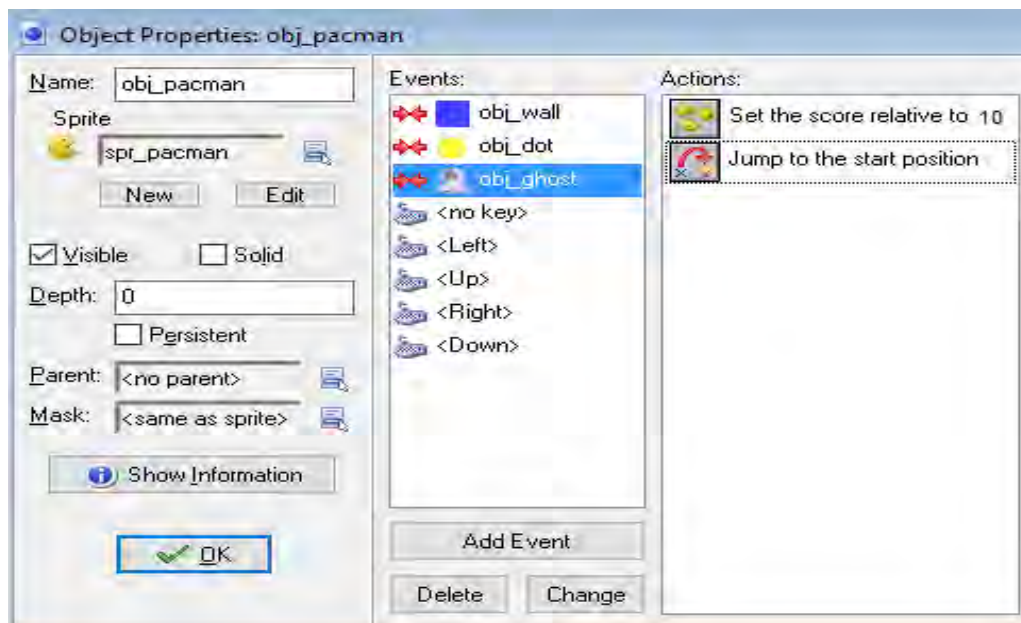 Object Properties: obj_pacman
Name: obj_pacman
Sprite
spr_pacman
New Edit
Visible Solid
Depth: 0
Persistent
Parent: <no parent>
Mask: <same as sprite>
Show Information
OK
Events:
obj_wall
obj_dot
obj_ghost
<no key>
<Left>
<Up>
<Right>
<Down>
Add Event
Delete Change
Actions:
Set the score relative to 10
Jump to the start position